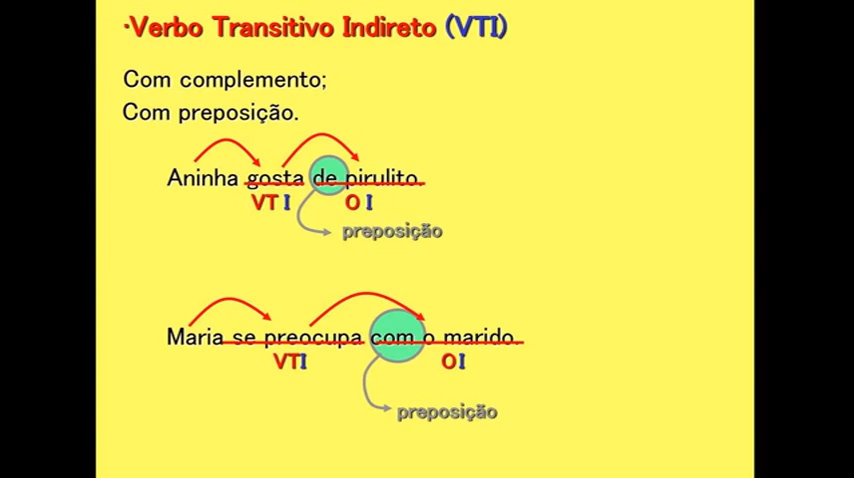 ·Verbo Transitivo Indireto (VTI)
Com complemento;
Com preposição.
Aninha gosta de pirulito.
VT I O I
preposição
Maria se preocupa com o marido.
VTI O I
preposição